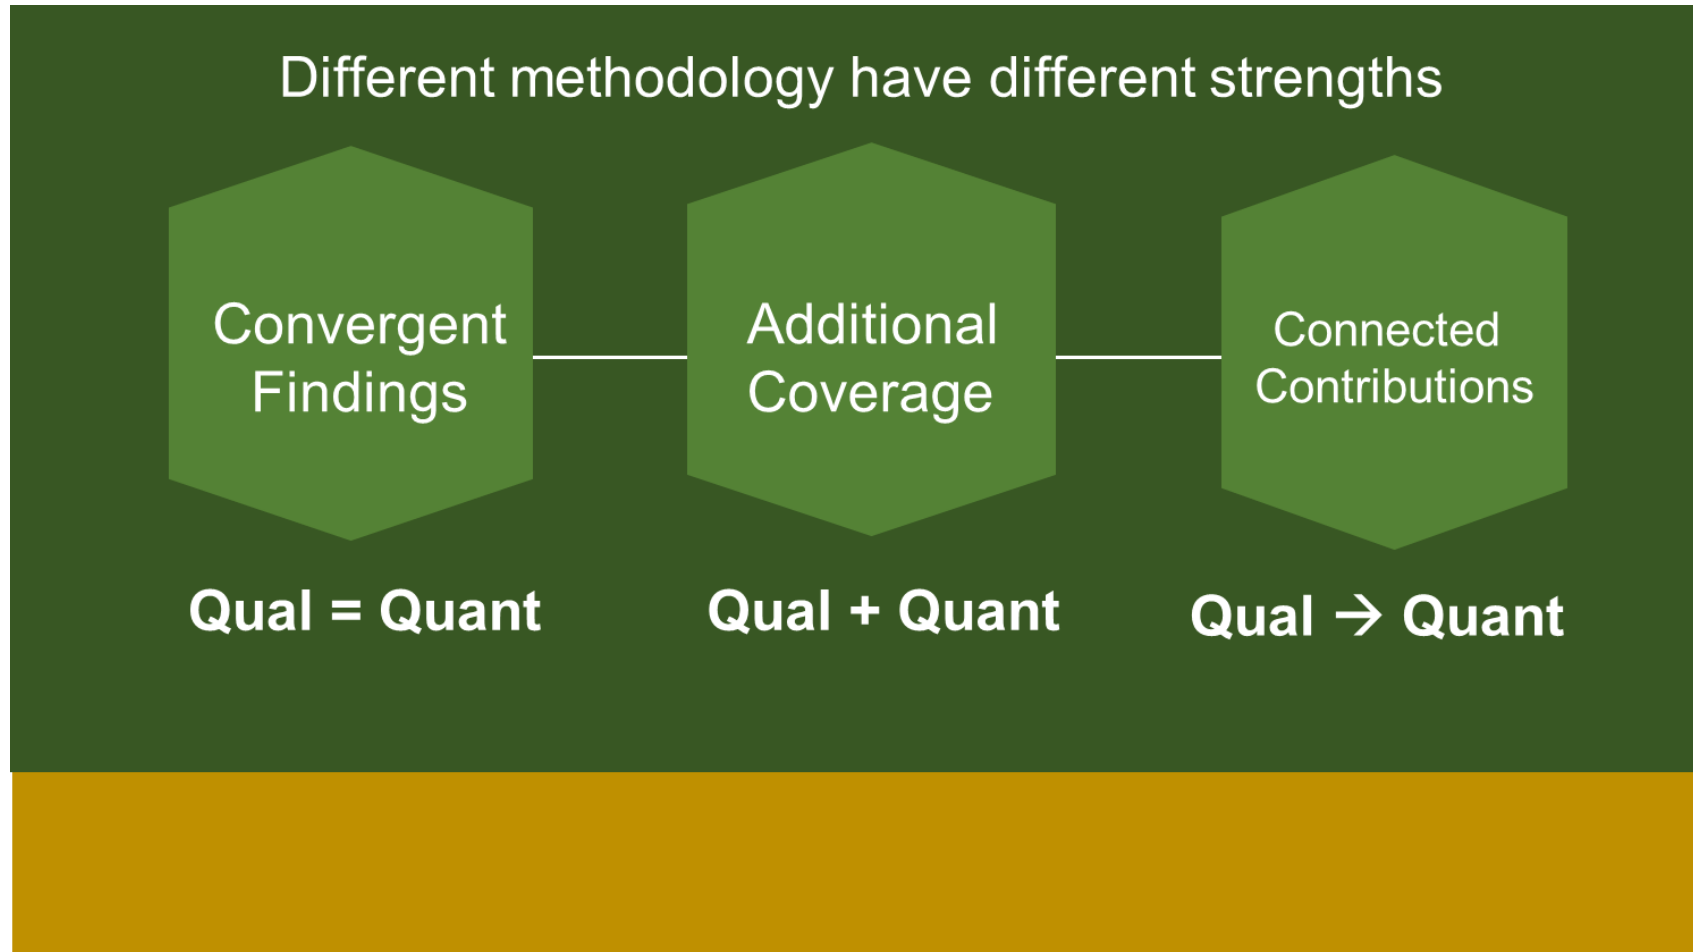 Different methodology have different strengths
Convergent
Findings
Additional
Coverage
Connected
Contributions
Qual = Quant
Qual + Quant
Qual → Quant